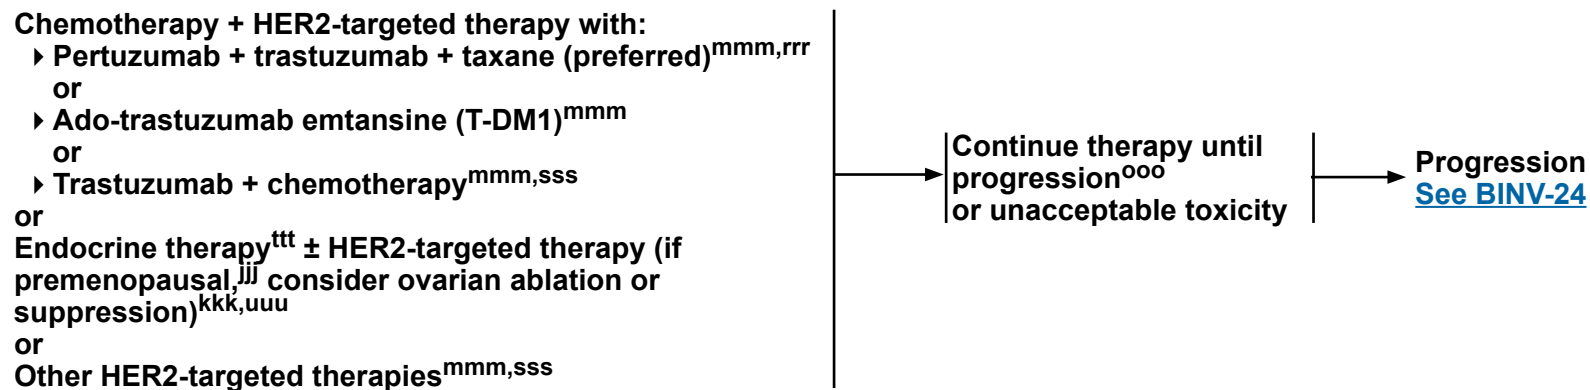 Chemotherapy + HER2-targeted therapy with:
▸ Pertuzumab + trastuzumab + taxane (preferred)mmm,rrr
or
▸ Ado-trastuzumab emtansine (T-DM1)mmm
or
▸ Trastuzumab + chemotherapymmm,sss
or
Endocrine therapyttt ± HER2-targeted therapy (if
premenopausal,jjj consider ovarian ablation or
suppression)kkk,uuu
or
Other HER2-targeted therapiesmmm,sss
Continue therapy until
progressionooo
or unacceptable toxicity
Progression
See BINV-24